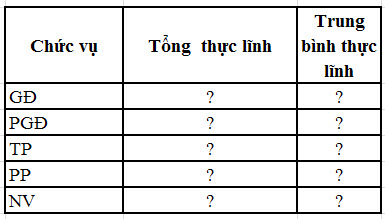 Chức vụ Tổng thực lĩnh Trung bình thực lĩnh
GĐ ? ?
PGĐ ? ?
TP ? ?
PP ? ?
NV ? ?